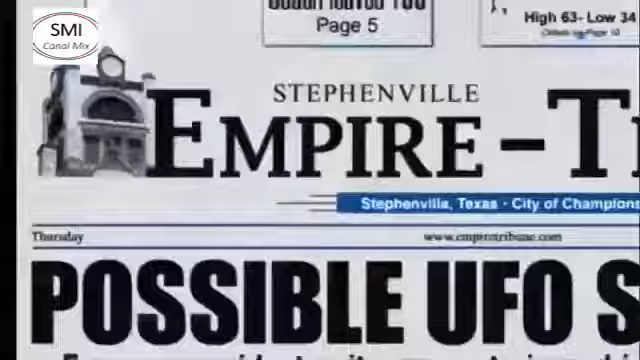 SMI
Canal Mix
Page 5
High 63- Low 34
STEPHENVILLE
EMPIRE-T
Stephenville, Texas · City of Champions
Thursday
www.empiretribune.com
POSSIBLE UFO S